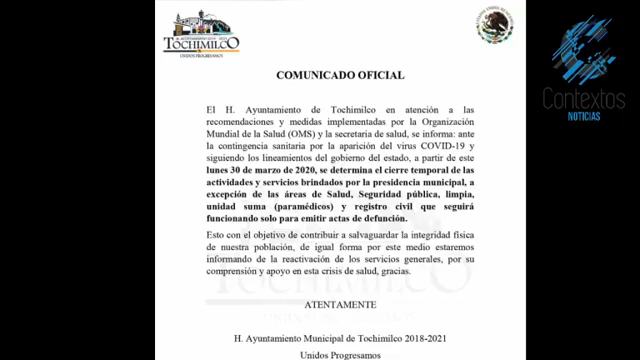 TOCHIMILCO
UNIDOS PROGRESAMOS
COMUNICADO OFICIAL
El H. Ayuntamiento de Tochimilco en atención a las
recomendaciones y medidas implementadas por la Organización
Mundial de la Salud (OMS) y la secretaria de salud, se informa: ante
la contingencia sanitaria por la aparición del virus COVID-19 y
siguiendo los lineamientos del gobierno del estado, a partir de este
lunes 30 de marzo de 2020, se determina el cierre temporal de las
actividades y servicios brindados por la presidencia municipal, a
excepción de las áreas de Salud, Seguridad pública, limpia,
unidad suma (paramédicos) y registro civil que seguirá
funcionando solo para emitir actas de defunción.
Esto con el objetivo de contribuir a salvaguardar la integridad física
de nuestra población, de igual forma por este medio estaremos
informando de la reactivación de los servicios generales, por su
comprensión y apoyo en esta crisis de salud, gracias.
ATENTAMENTE
H. Ayuntamiento Municipal de Tochimilco 2018-2021
Unidos Progresamos
Contextos
NOTICIAS